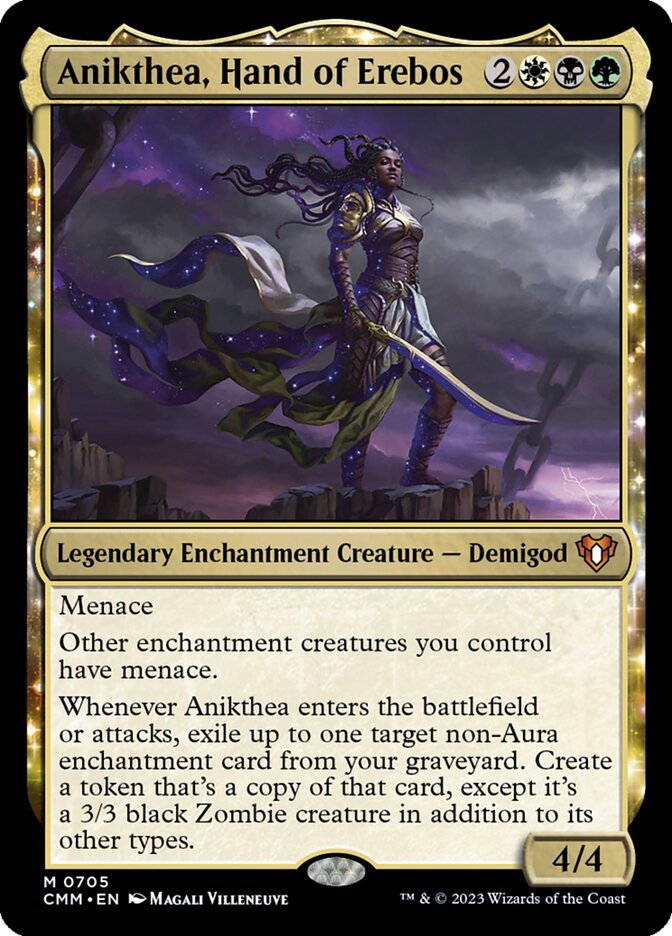 Anikthea, Hand of Erebos 2
Legendary Enchantment Creature — Demigod
Menace
Other enchantment creatures you control
have menace.
Whenever Anikthea enters the battlefield
or attacks, exile up to one target non-Aura
enchantment card from your graveyard. Create
a token that's a copy of that card, except it's
a 3/3 black Zombie creature in addition to its
other types.
4/4
M 0705
CMM • EN Magali Villeneuve
™ & © 2023 Wizards of the Coast